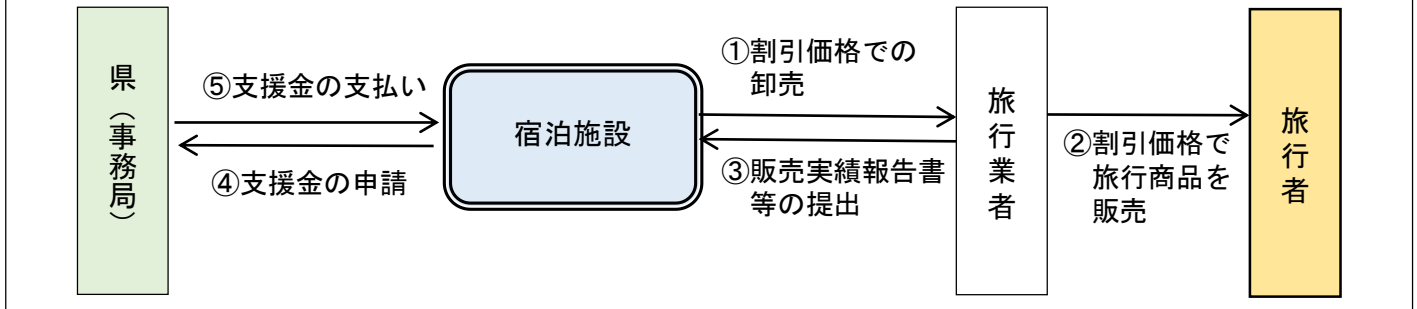 県（事務局）
⑤支援金の支払い
④支援金の申請
宿泊施設
①割引価格での
卸売
③販売実績報告書
等の提出
旅行業者
②割引価格で
旅行商品を
販売
旅行者